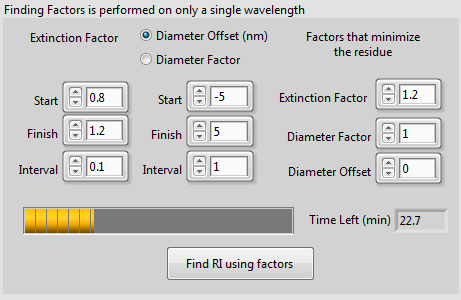 Finding Factors is performed on only a single wavelength
Extinction Factor
Diameter Offset (nm)
Diameter Factor
Factors that minimize
the residue
Start 0.8
Finish 1.2
Interval 0.1
Start -5
Finish 5
Interval 1
Extinction Factor 1.2
Diameter Factor 1
Diameter Offset 0
Time Left (min) 22.7
Find RI using factors